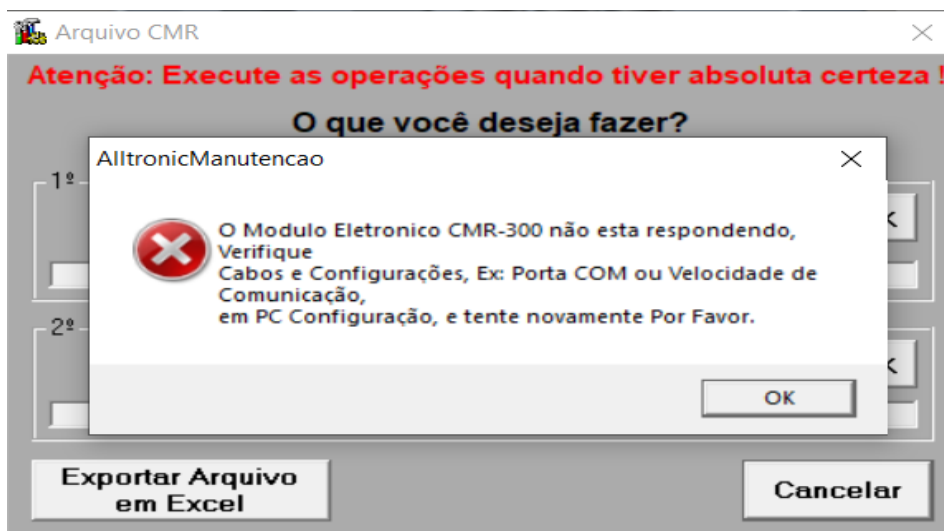 Arquivo CMR
Atenção: Execute as operações quando tiver absoluta certeza !
O que você deseja fazer?
AlltronicManutencao
1º
O Modulo Eletronico CMR-300 não esta respondendo,
Verifique
Cabos e Configurações, Ex: Porta COM ou Velocidade de
Comunicação,
em PC Configuração, e tente novamente Por Favor.
2º
OK
Exportar Arquivo
em Excel
Cancelar